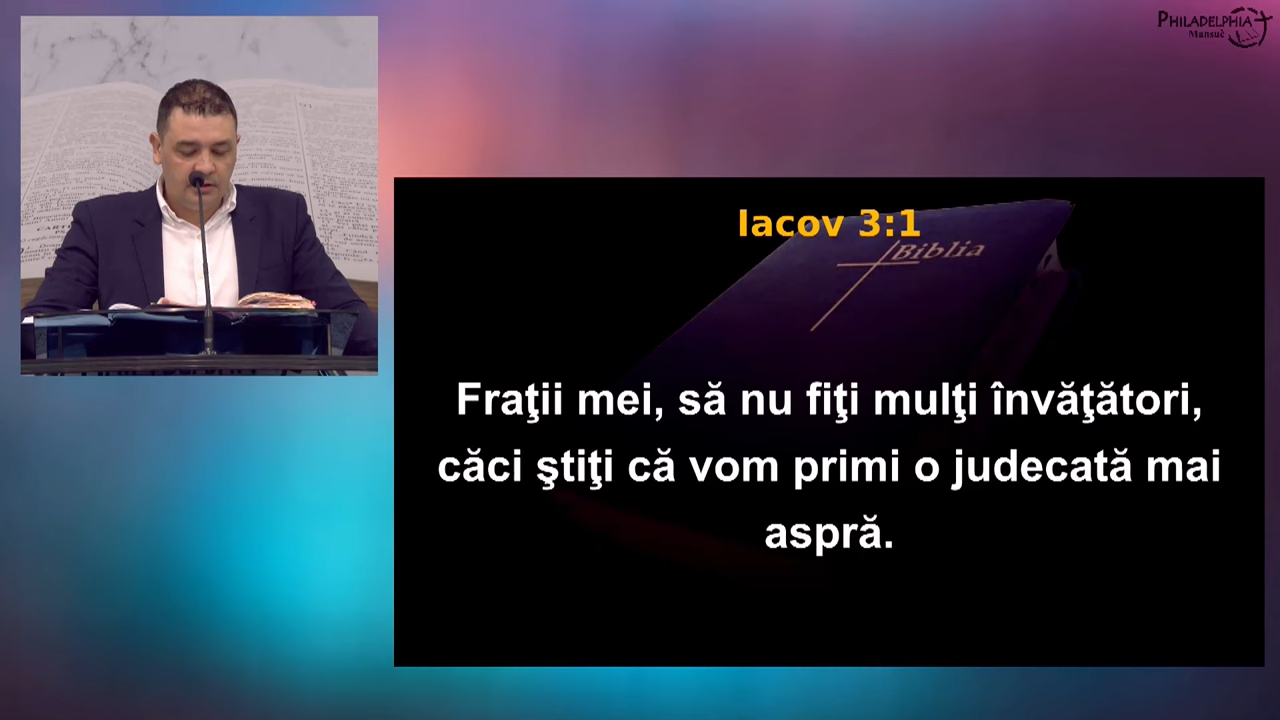 PHILADELPHIA
Mansuè
Iacov 3:1
Biblia
Fraţii mei, să nu fiţi mulţi învăţători,
căci ştiţi că vom primi o judecată mai
aspră.